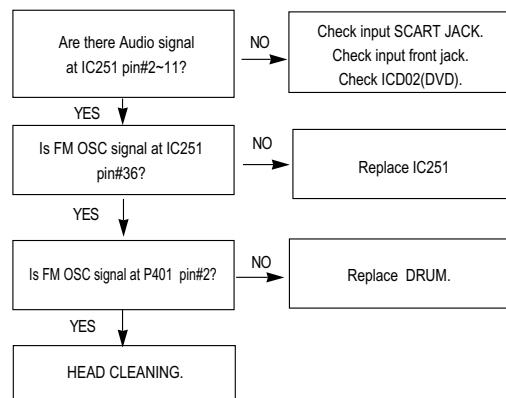 Are there Audio signal
at IC251 pin#2~11?
NO
Check input SCART JACK.
Check input front jack.
Check ICD02(DVD).
YES
Is FM OSC signal at IC251
pin#36?
NO
Replace IC251
YES
Is FM OSC signal at P401 pin#2?
NO
Replace DRUM.
YES
HEAD CLEANING.